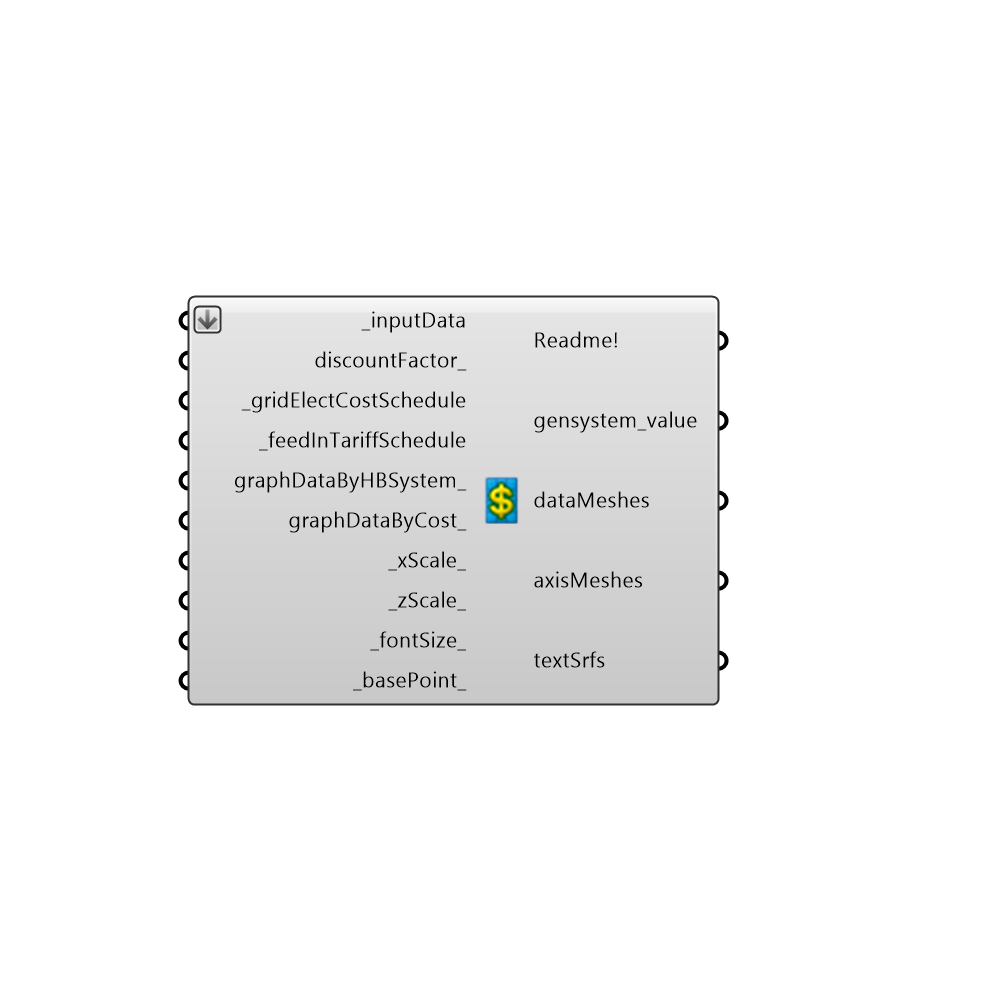 _inputData
discountFactor_
_gridElectCostSchedule
_feedInTariffSchedule
graphDataByHBSystem_
graphDataByCost_
_xScale_
_zScale_
_fontSize_
_basePoint_
$
Readme!
gensystem_value
dataMeshes
axisMeshes
textSrfs